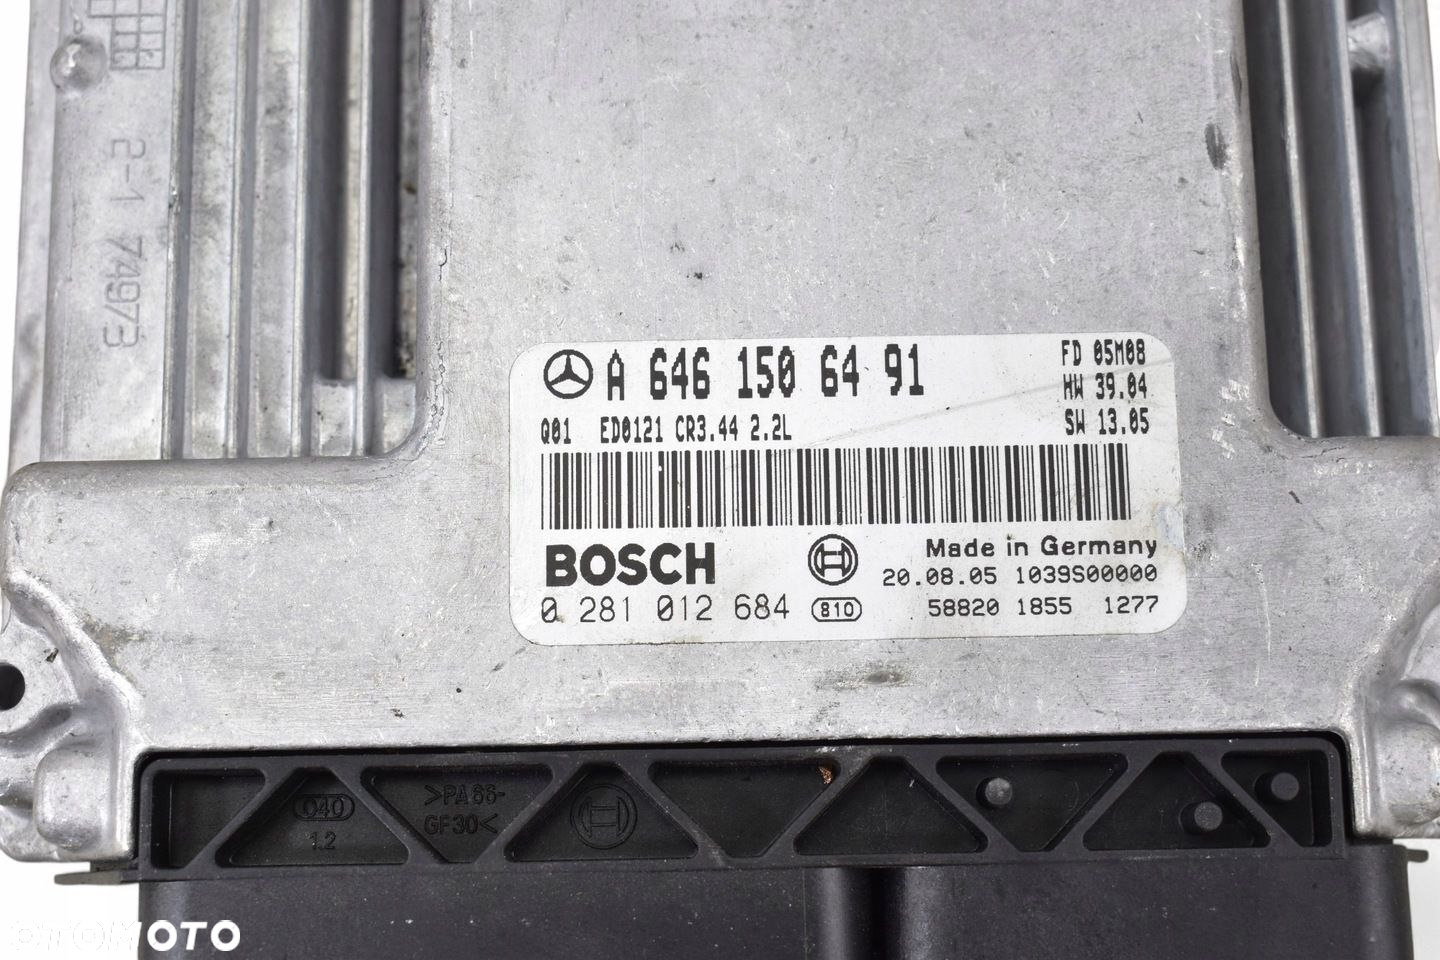 2-1 74973
A 646 150 64 91
FD 05M08
HW 39.04
Q01 ED0121 CR3.44 2.2L
SW 13.05
BOSCH
Made in Germany
20.08.05 1039S00000
0 281 012 684
810
58820 1855 1277
040
1.2
>PA66-
GF30<
OTOMOTO